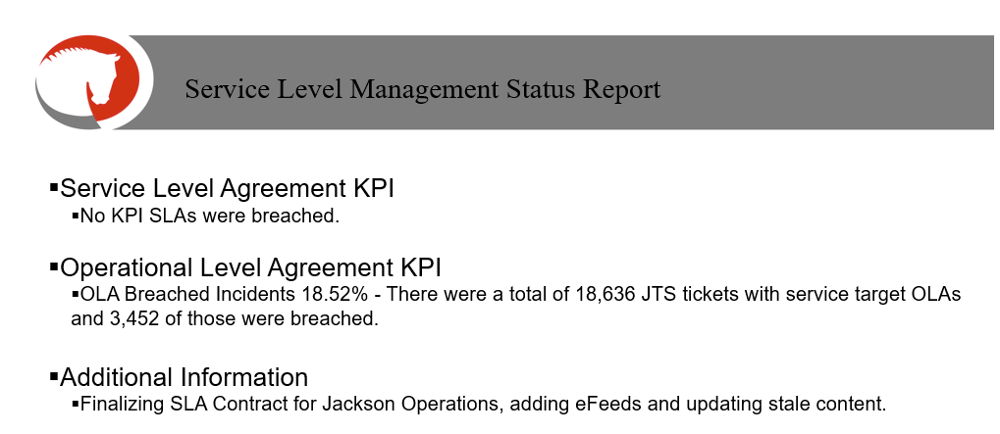 Service Level Management Status Report
▪Service Level Agreement KPI
▪No KPI SLAs were breached.
▪Operational Level Agreement KPI
▪OLA Breached Incidents 18.52% - There were a total of 18,636 JTS tickets with service target OLAs
and 3,452 of those were breached.
▪Additional Information
▪Finalizing SLA Contract for Jackson Operations, adding eFeeds and updating stale content.